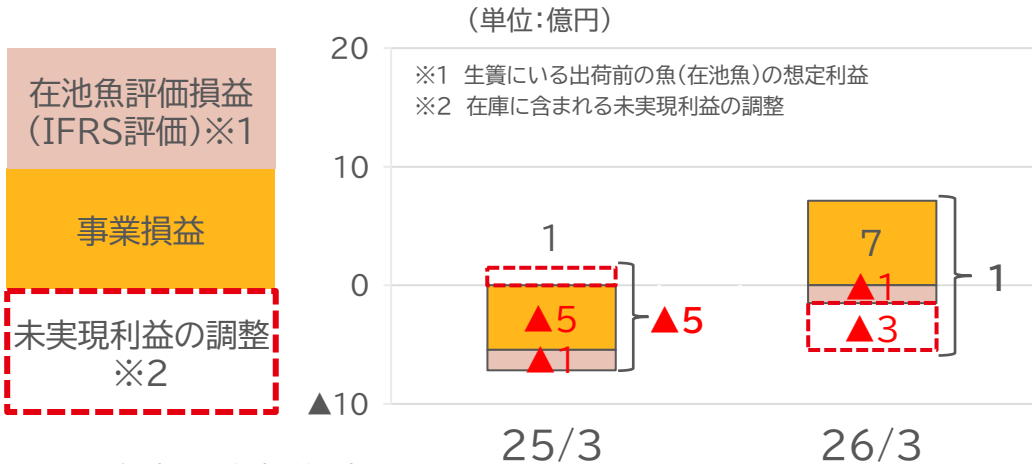 (単位:億円)
在池魚評価損益
(IFRS評価)※1
事業損益
未実現利益の調整
※2
※1 生簀にいる出荷前の魚(在池魚)の想定利益
※2 在庫に含まれる未実現利益の調整
20
10
0
▲10
1
▲5
▲1
▲5
7
▲1
▲3
1
25/3
26/3